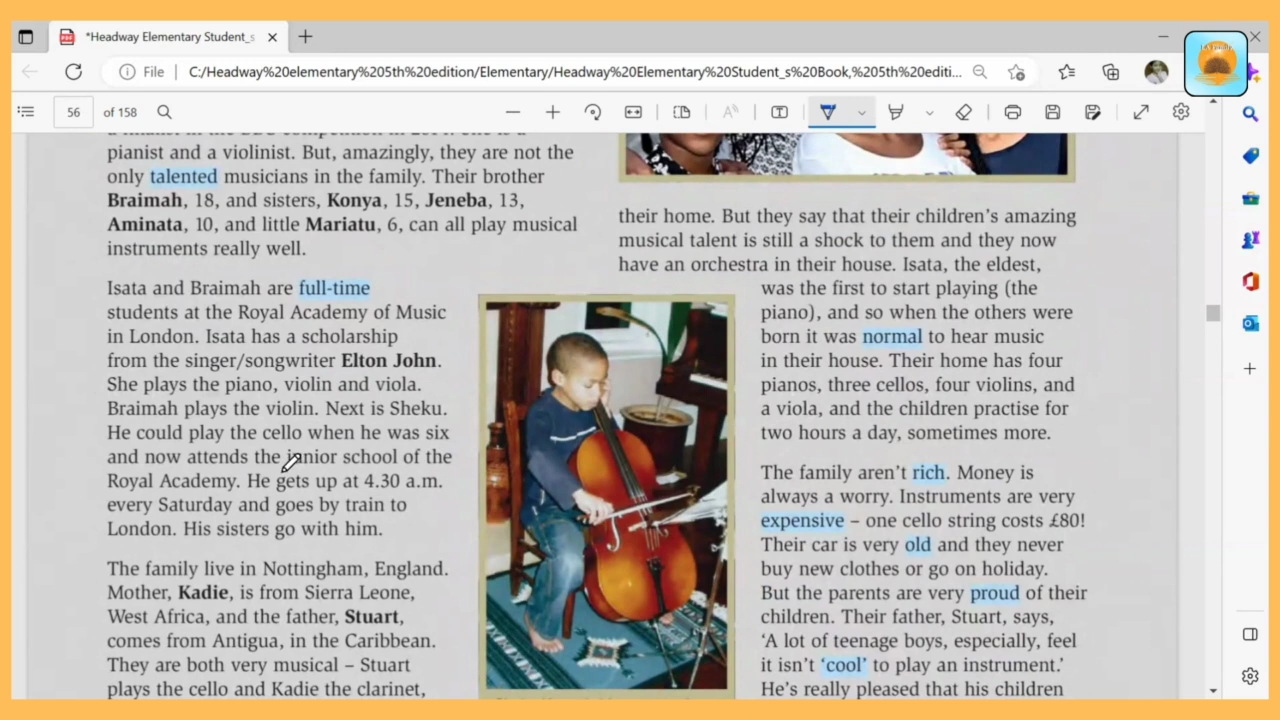 *Headway Elementary Student_s
File
C:/Headway%20elementary%205th%20edition/Elementary/Headway%20Elementary%20Student_s%20Book,%205th%20editi...
56
of 158
pianist and a violinist. But, amazingly, they are not the
only talented musicians in the family. Their brother
Braimah, 18, and sisters, Konya, 15, Jeneba, 13,
Aminata, 10, and little Mariatu, 6, can all play musical
instruments really well.
Isata and Braimah are full-time
students at the Royal Academy of Music
in London. Isata has a scholarship
from the singer/songwriter Elton John.
She plays the piano, violin and viola.
Braimah plays the violin. Next is Sheku.
He could play the cello when he was six
and now attends the junior school of the
Royal Academy. He gets up at 4.30 a.m.
every Saturday and goes by train to
London. His sisters go with him.
The family live in Nottingham, England.
Mother, Kadie, is from Sierra Leone,
West Africa, and the father, Stuart,
comes from Antigua, in the Caribbean.
They are both very musical – Stuart
plays the cello and Kadie the clarinet,
their home. But they say that their children's amazing
musical talent is still a shock to them and they now
have an orchestra in their house. Isata, the eldest,
was the first to start playing (the
piano), and so when the others were
born it was normal to hear music
in their house. Their home has four
pianos, three cellos, four violins, and
a viola, and the children practise for
two hours a day, sometimes more.
The family aren't rich. Money is
always a worry. Instruments are very
expensive – one cello string costs £80!
Their car is very old and they never
buy new clothes or go on holiday.
But the parents are very proud of their
children. Their father, Stuart, says,
'A lot of teenage boys, especially, feel
it isn't 'cool' to play an instrument.'
He's really pleased that his children